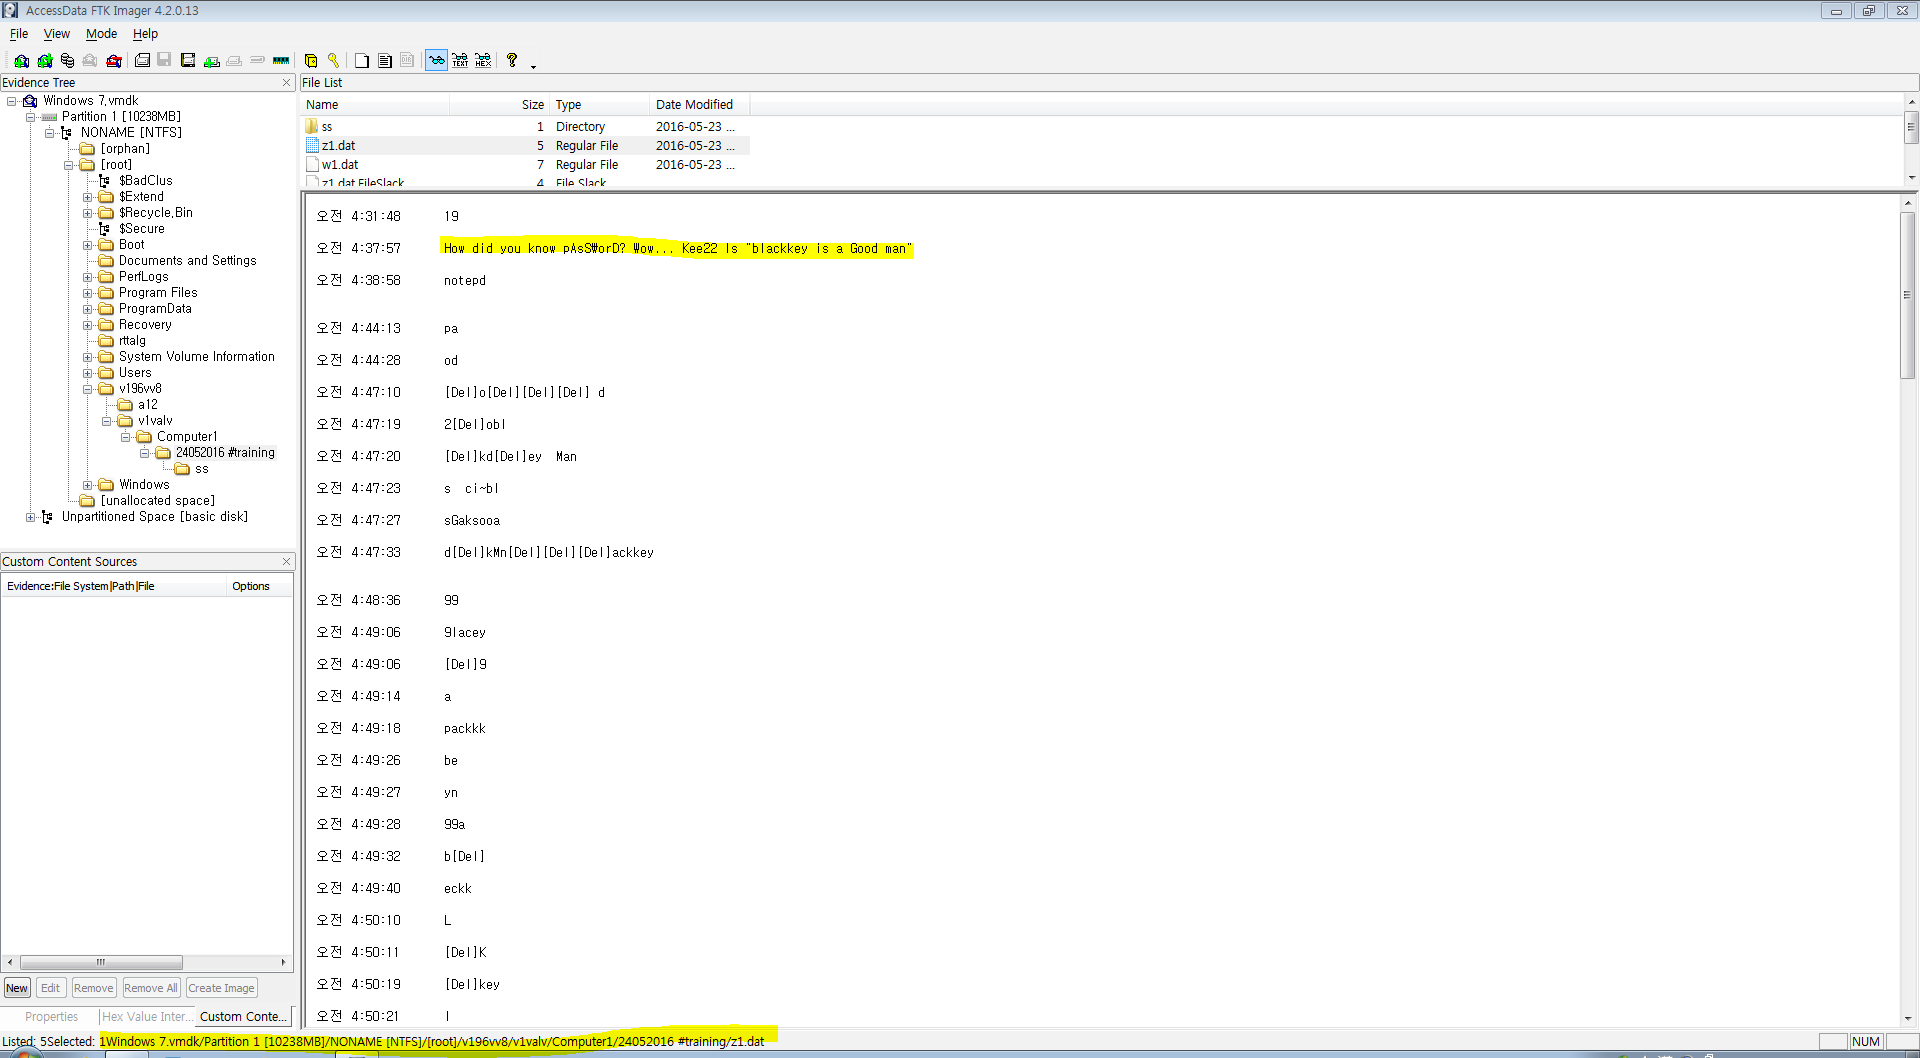 AccessData FTK Imager 4.2.0.13
File View Mode Help
Evidence Tree
Windows 7.vmdk
Partition 1 [10238MB]
NONAME [NTFS]
[orphan]
[root]
$BadClus
$Extend
$Recycle.Bin
$Secure
Boot
Documents and Settings
PerfLogs
Program Files
ProgramData
Recovery
rttalg
System Volume Information
Users
v196vv8
a12
v1valv
Computer1
24052016 #training
ss
Windows
[unallocated space]
Unpartitioned Space [basic disk]
Custom Content Sources
Evidence:File System|Path|File Options
New Edit Remove Remove All Create Image
Properties Hex Value Inter... Custom Conte...
File List
Name Size Type Date Modified
ss 1 Directory 2016-05-23 ...
z1.dat 5 Regular File 2016-05-23 ...
w1.dat 7 Regular File 2016-05-23 ...
z1.dat.FileSlack 4 File Slack
오전 4:31:48 19
오전 4:37:57 How did you know pAsS₩orD? Wow... Kee22 Is "blackkey is a Good man"
오전 4:38:58 notepd
오전 4:44:13 pa
오전 4:44:28 od
오전 4:47:10 [Del]o[Del][Del][Del] d
오전 4:47:19 2[Del]obl
오전 4:47:20 [Del]kd[Del]ey  Man
오전 4:47:23 s  ci~bl
오전 4:47:27 sGaksooa
오전 4:47:33 d[Del]kMn[Del][Del][Del]ackkey
오전 4:48:36 99
오전 4:49:06 9lacey
오전 4:49:06 [Del]9
오전 4:49:14 a
오전 4:49:18 packkk
오전 4:49:26 be
오전 4:49:27 yn
오전 4:49:28 99a
오전 4:49:32 b[Del]
오전 4:49:40 eckk
오전 4:50:10 L
오전 4:50:11 [Del]K
오전 4:50:19 [Del]key
오전 4:50:21 l
Listed: 5Selected: 1Windows 7.vmdk/Partition 1 [10238MB]/NONAME [NTFS]/[root]/v196vv8/v1valv/Computer1/24052016 #training/z1.dat NUM